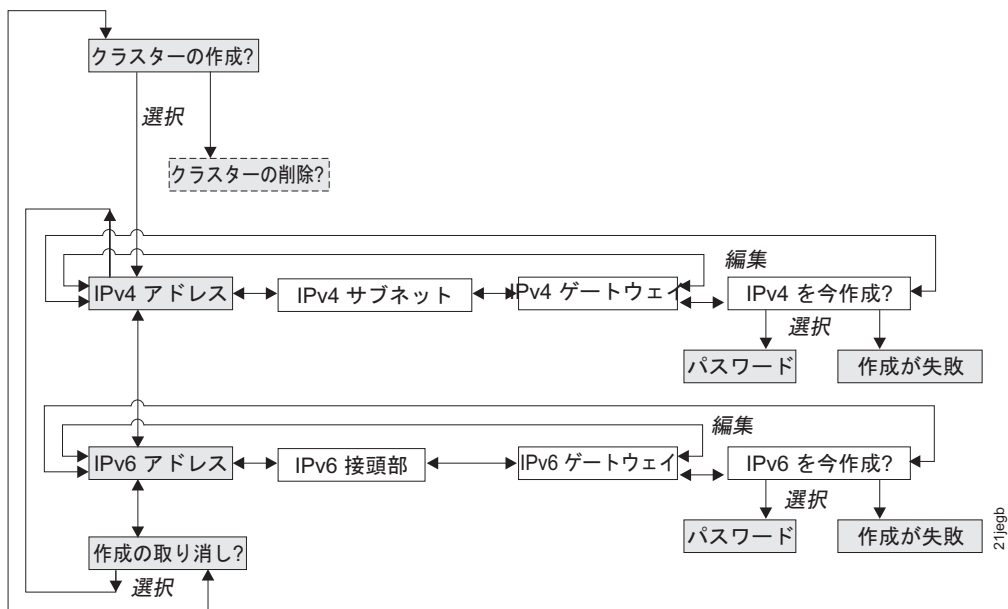 クラスターの作成?
選択
クラスターの削除?
編集
IPv4 アドレス
IPv4 サブネット
IPv4 ゲートウェイ
IPv4 を今作成?
選択
パスワード
作成が失敗
編集
IPv6 アドレス
IPv6 接頭部
IPv6 ゲートウェイ
IPv6 を今作成?
選択
パスワード
作成が失敗
作成の取り消し?
選択
21jegb